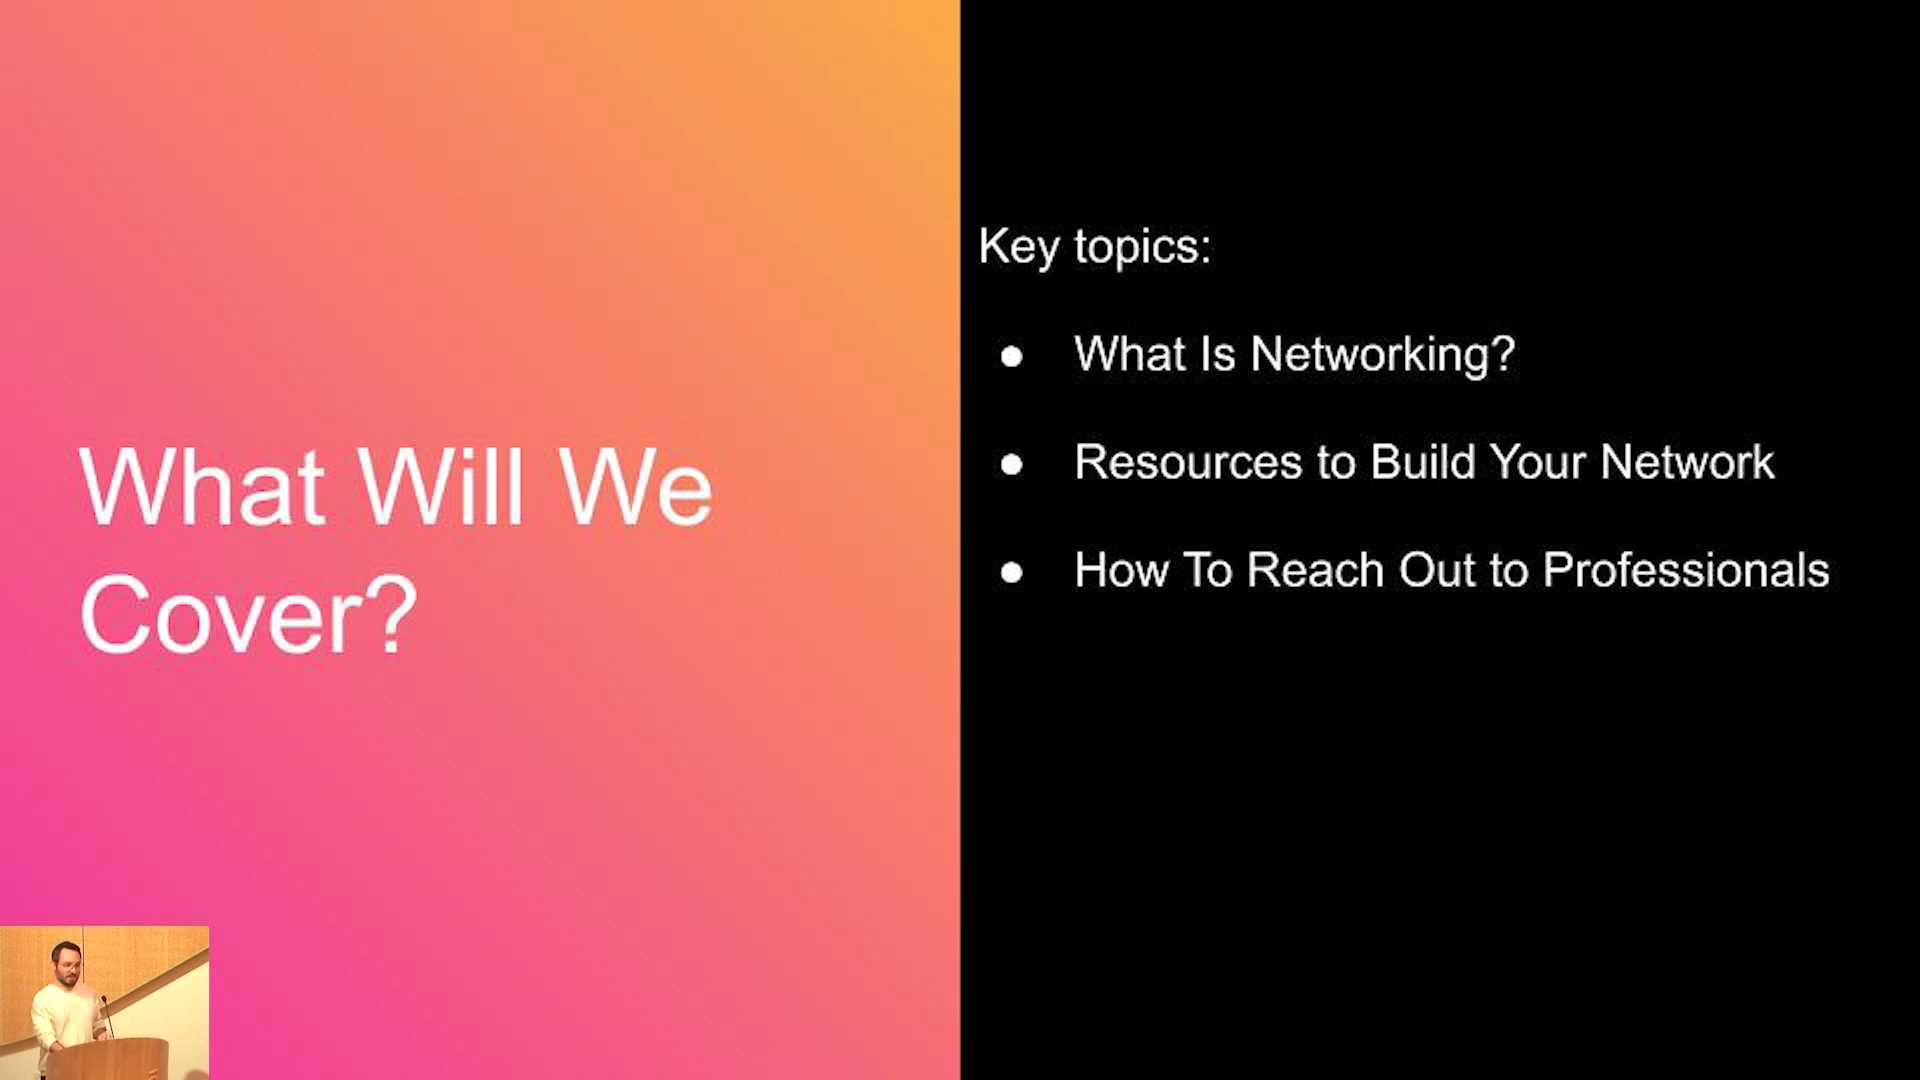 What Will We
Cover?
Key topics:
● What Is Networking?
● Resources to Build Your Network
● How To Reach Out to Professionals